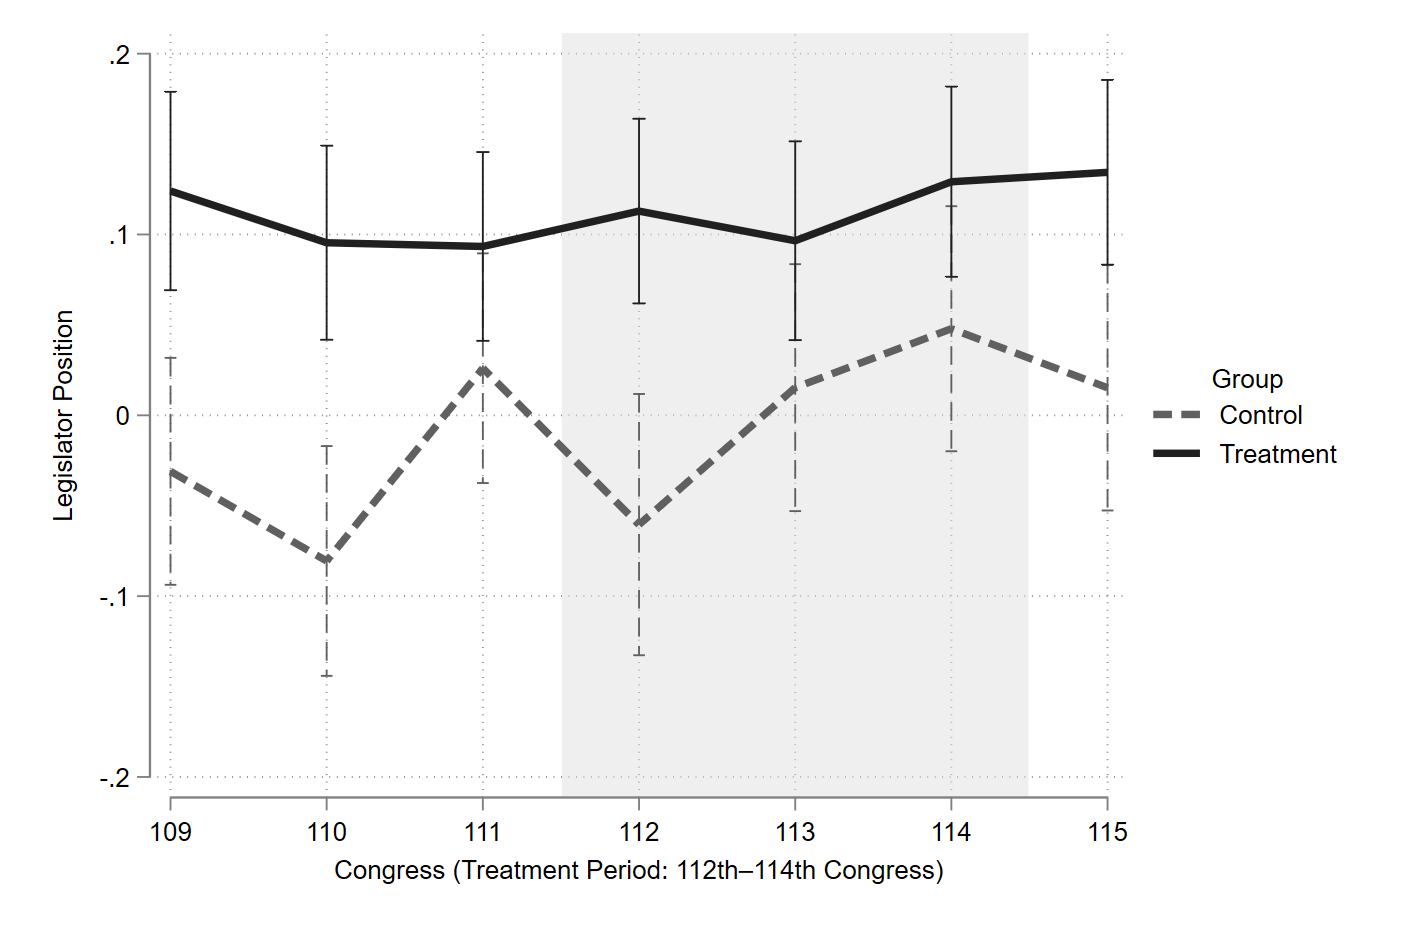 .2
.1
0
-.1
-.2
Legislator Position
109 110 111 112 113 114 115
Congress (Treatment Period: 112th–114th Congress)
Group
Control
Treatment